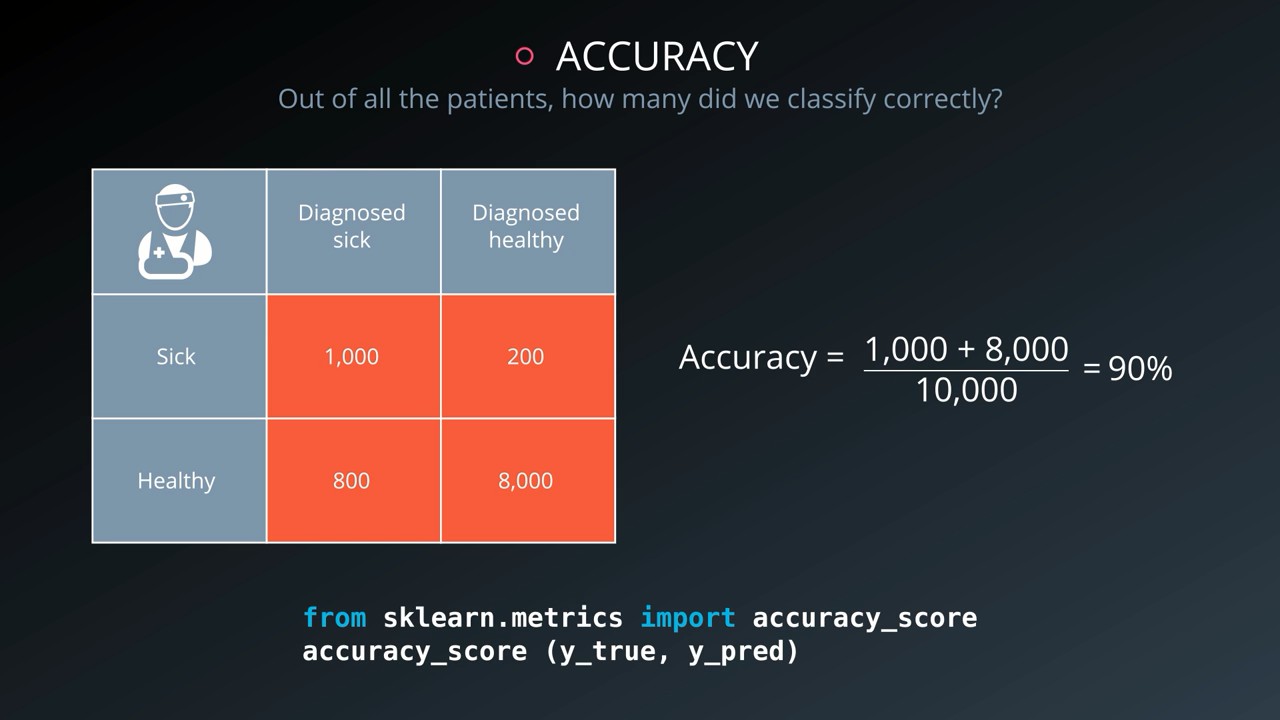 ACCURACY
Out of all the patients, how many did we classify correctly?
Diagnosed
sick
Diagnosed
healthy
Sick
1,000
200
Healthy
800
8,000
Accuracy = 1,000 + 8,000
10,000
= 90%
from sklearn.metrics import accuracy_score
accuracy_score (y_true, y_pred)